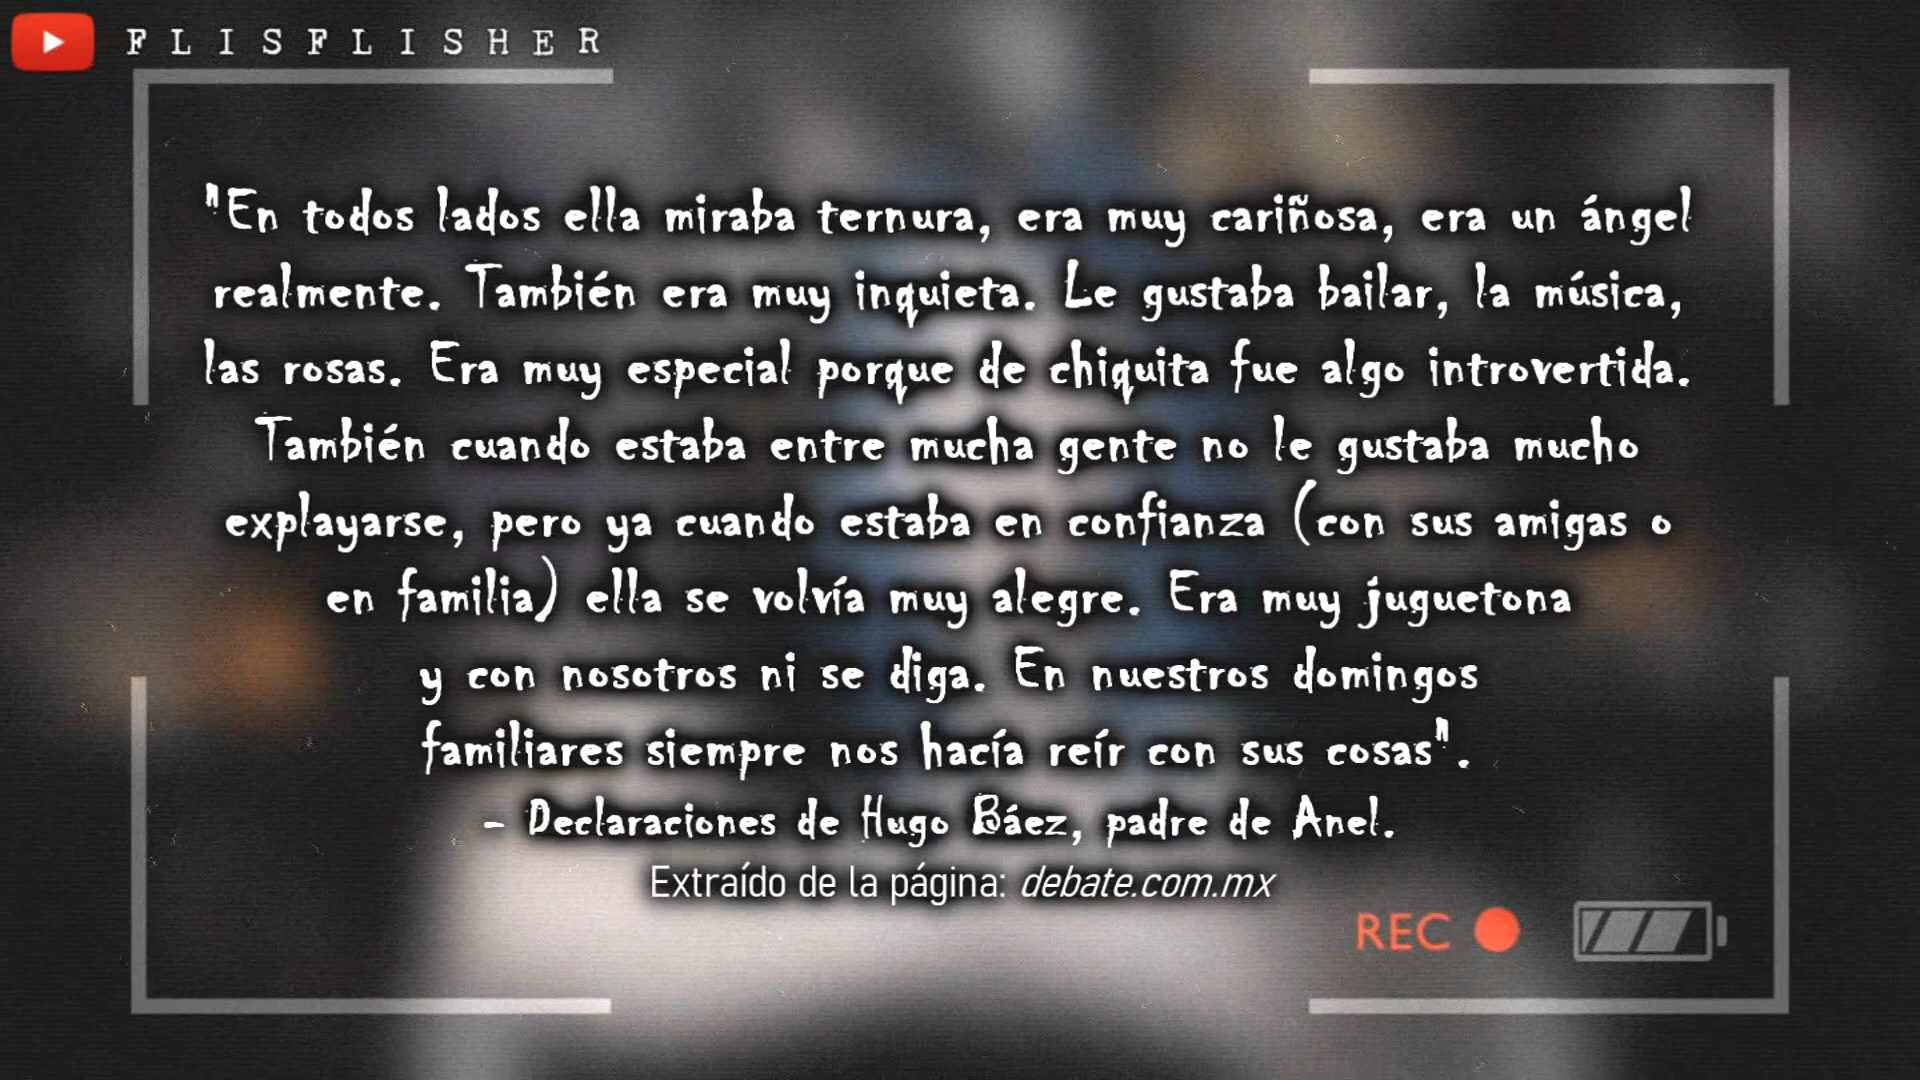 FLISFLISHER
"En todos lados ella miraba ternura, era muy cariñosa, era un ángel
realmente. También era muy inquieta. Le gustaba bailar, la música,
las rosas. Era muy especial porque de chiquita fue algo introvertida.
También cuando estaba entre mucha gente no le gustaba mucho
explayarse, pero ya cuando estaba en confianza (con sus amigas o
en familia) ella se volvía muy alegre. Era muy juguetona
y con nosotros ni se diga. En nuestros domingos
familiares siempre nos hacía reír con sus cosas".
- Declaraciones de Hugo Báez, padre de Anel.
Extraído de la página: debate.com.mx
REC